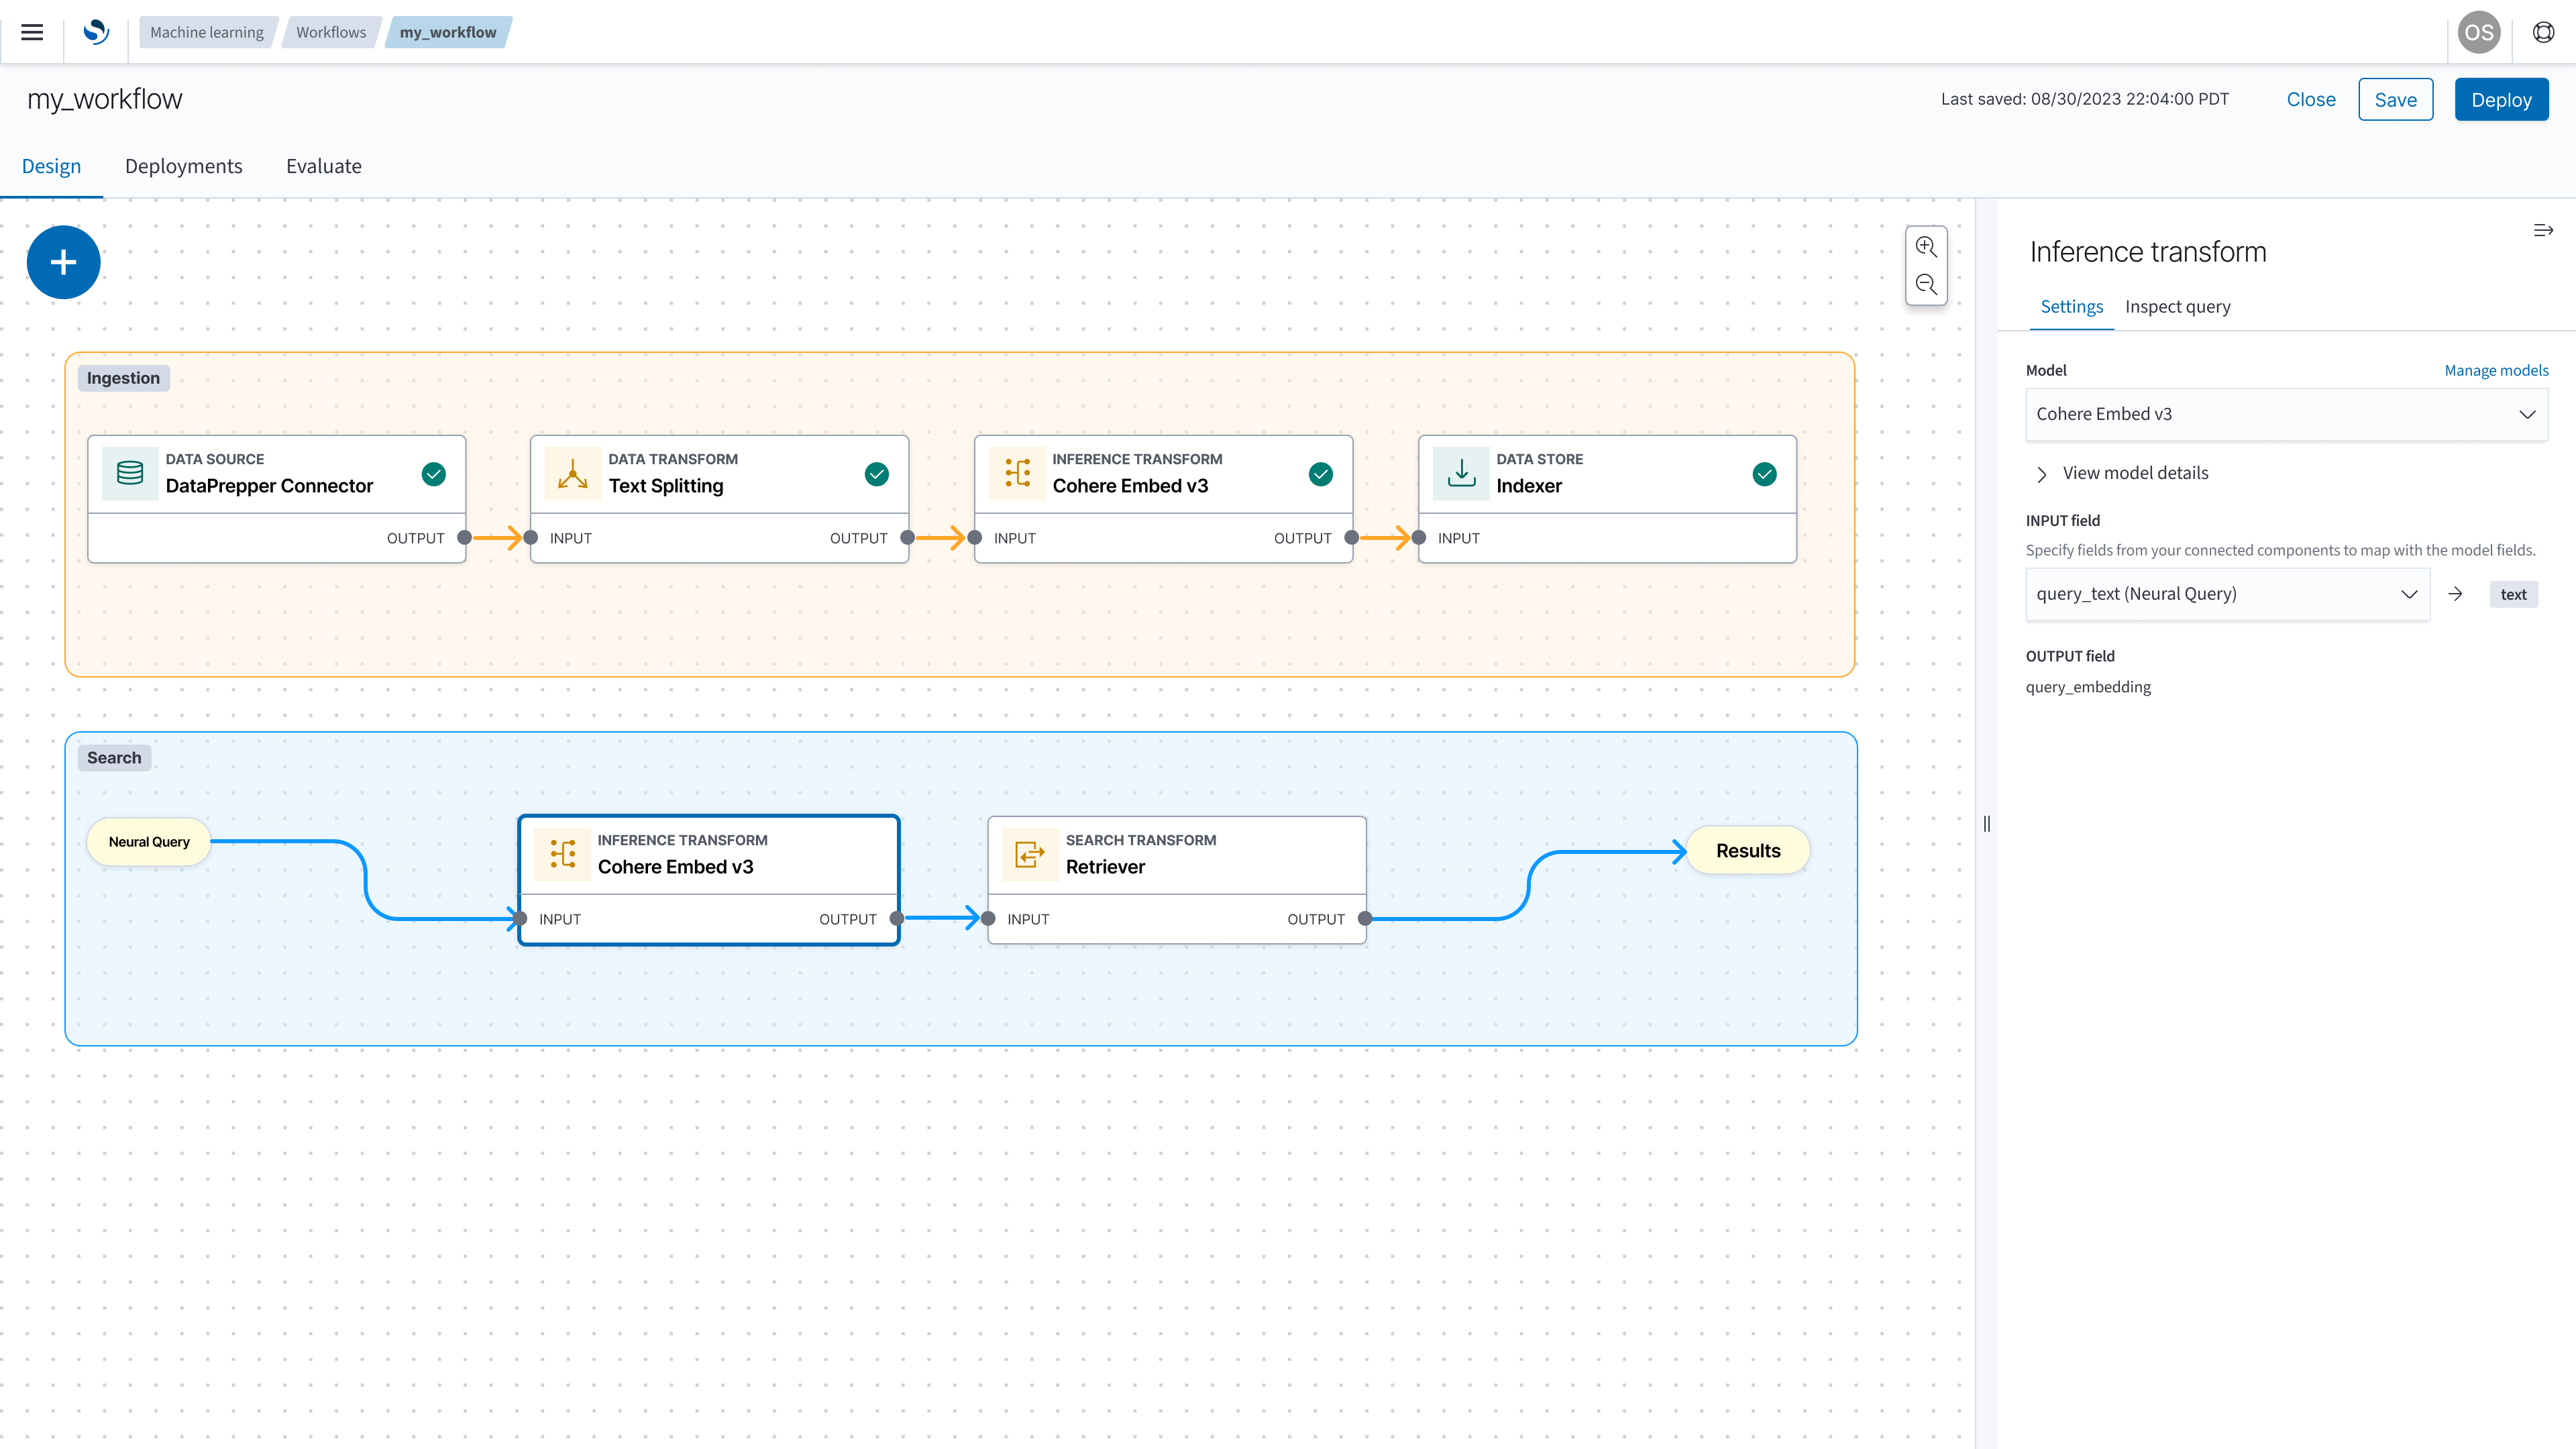 Machine learning
Workflows
my_workflow
OS
my_workflow
Last saved: 08/30/2023 22:04:00 PDT
Close
Save
Deploy
Design
Deployments
Evaluate
Ingestion
DATA SOURCE
DataPrepper Connector
OUTPUT
DATA TRANSFORM
Text Splitting
INPUT
OUTPUT
INFERENCE TRANSFORM
Cohere Embed v3
INPUT
OUTPUT
DATA STORE
Indexer
INPUT
Search
Neural Query
INFERENCE TRANSFORM
Cohere Embed v3
INPUT
OUTPUT
SEARCH TRANSFORM
Retriever
INPUT
OUTPUT
Results
Inference transform
Settings
Inspect query
Model
Manage models
Cohere Embed v3
View model details
INPUT field
Specify fields from your connected components to map with the model fields.
query_text (Neural Query)
text
OUTPUT field
query_embedding